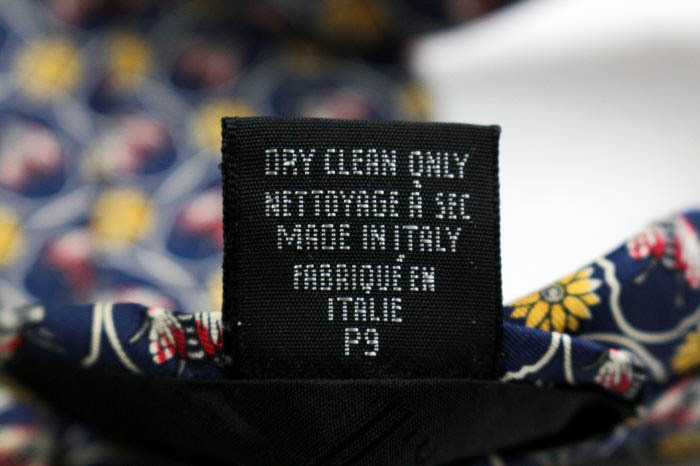 DRY CLEAN ONLY
NETTOYAGE À SEC
MADE IN ITALY
FABRIQUÉ EN
ITALIE
P9